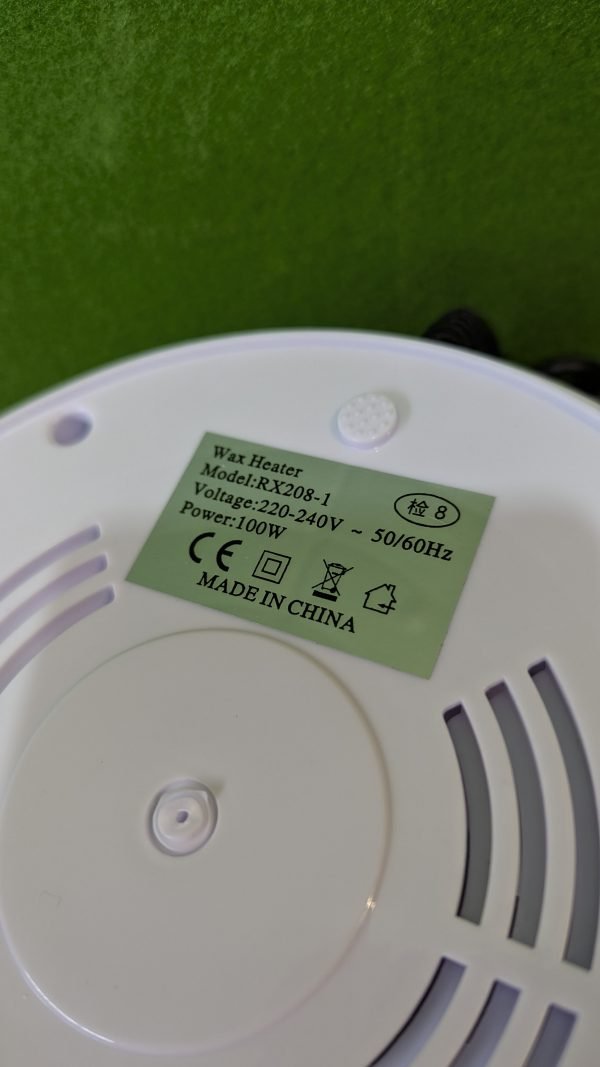 Wax Heater
Model:RX208-1
检 8
Voltage:220-240V ~ 50/60Hz
Power:100W
CE
MADE IN CHINA